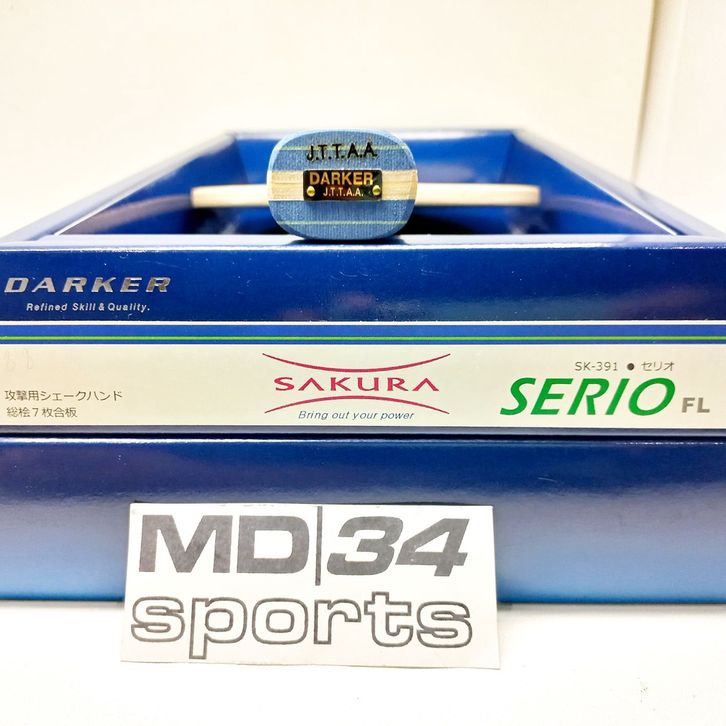 J.T.T.A.A.
DARKER
J.T.T.A.A.
DARKER
Refined Skill & Quality.
攻撃用シェークハンド
総桧7枚合板
SAKURA
Bring out your power
SK-391 ● セリオ
SERIO FL
MD|34
sports